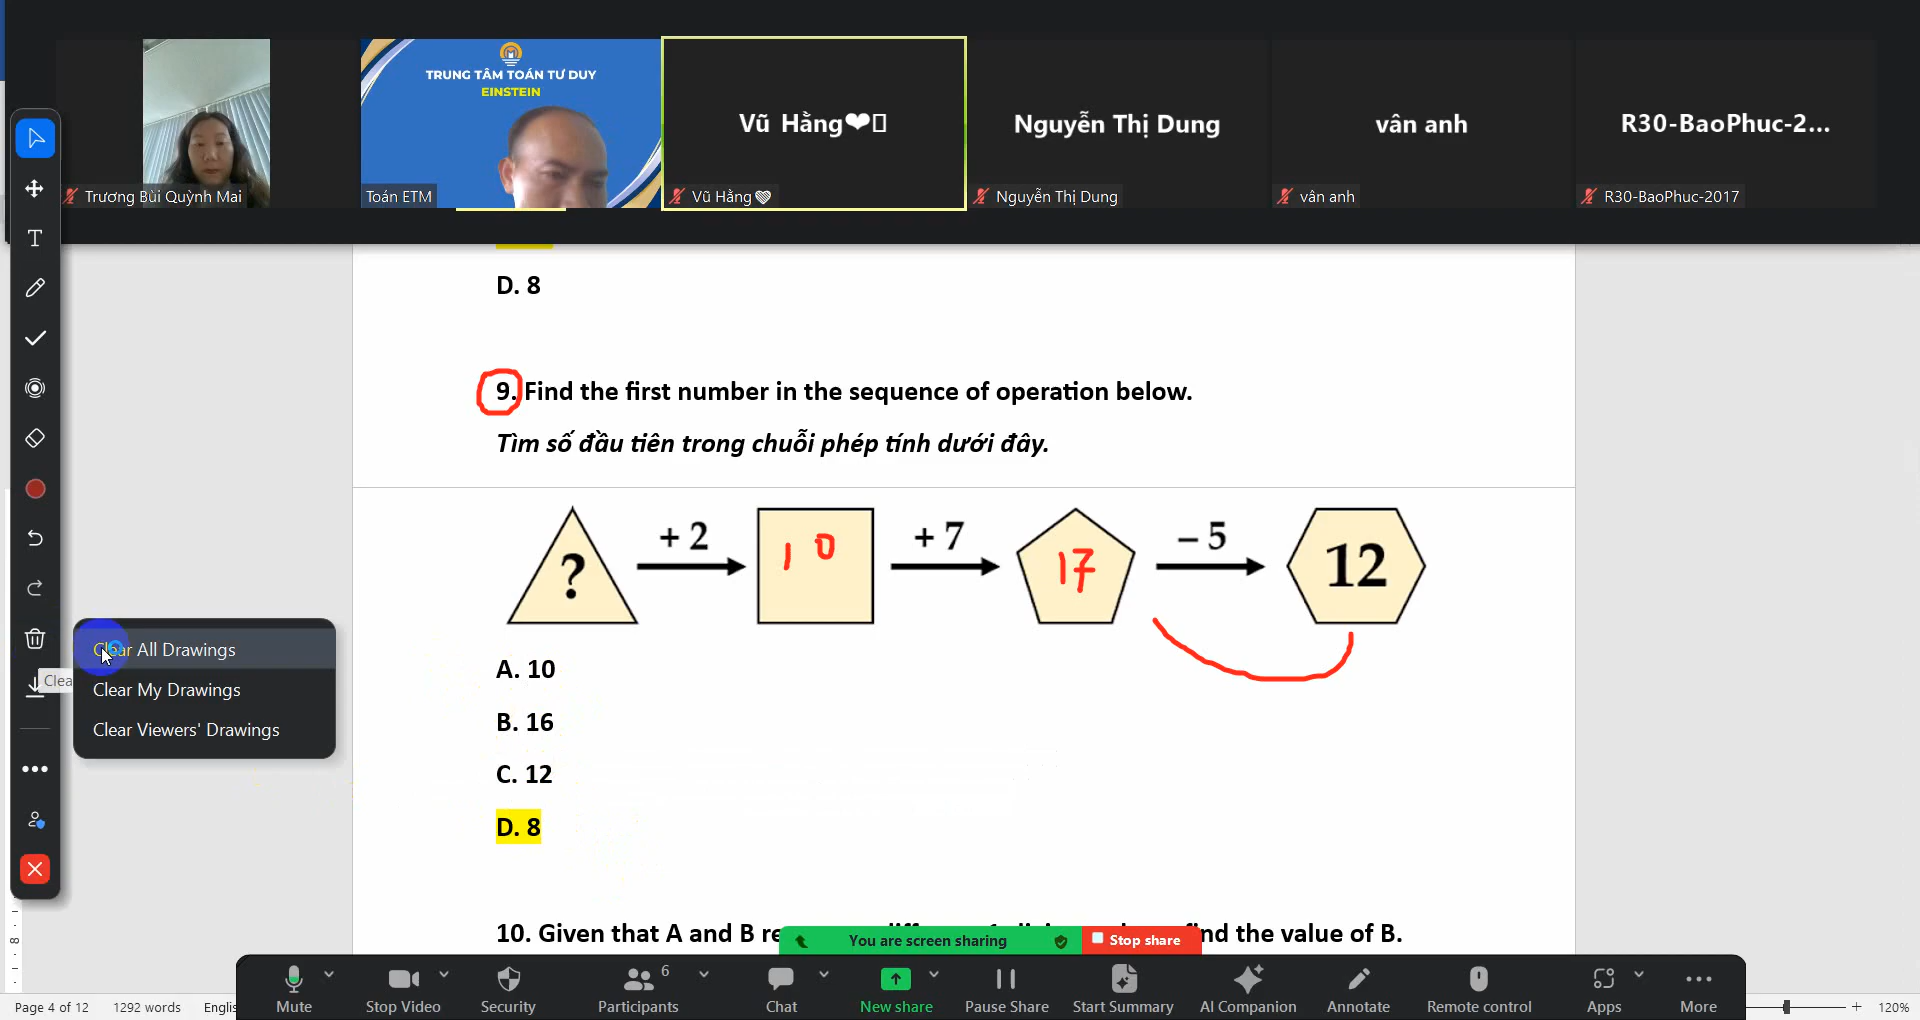 TRUNG TÂM TOÁN TƯ DUY
EINSTEIN
Trương Bùi Quỳnh Mai
Toán ETM
Vũ Hằng❤
Vũ Hằng
Nguyễn Thị Dung
Nguyễn Thị Dung
vân anh
vân anh
R30-BaoPhuc-2...
R30-BaoPhuc-2017
T
D. 8
9. Find the first number in the sequence of operation below.
Tìm số đầu tiên trong chuỗi phép tính dưới đây.
? + 2 10 + 7 17 – 5 12
Clear All Drawings
Clear My Drawings
Clear Viewers' Drawings
Clea
A. 10
B. 16
C. 12
D. 8
10. Given that A and B re
find the value of B.
You are screen sharing
Stop share
Mute
Stop Video
Security
6
Participants
Chat
New share
Pause Share
Start Summary
AI Companion
Annotate
Remote control
Apps
More
8
Page 4 of 12
1292 words
Englis
120%